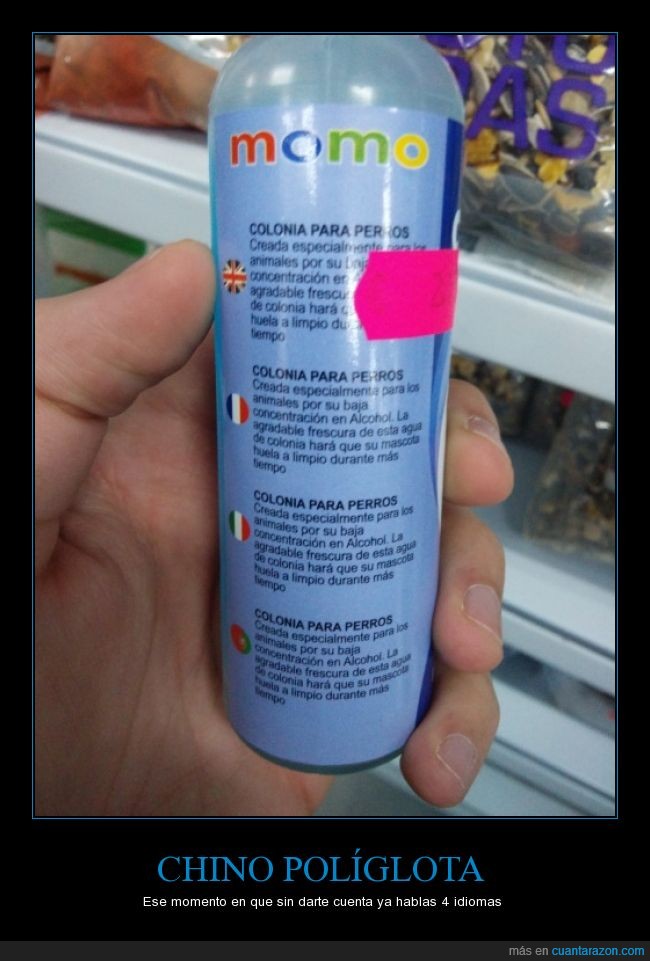 OTO
RAS
momo
COLONIA PARA PERROS
Creada especialmente para los
animales por su baja
concentración en
agradable frescu
de colonia hará q
huela a limpio du
tiempo
COLONIA PARA PERROS
Creada especialmente para los
animales por su baja
concentración en Alcohol. La
agradable frescura de esta agua
de colonia hará que su mascota
huela a limpio durante más
tiempo
COLONIA PARA PERROS
Creada especialmente para los
animales por su baja
concentración en Alcohol. La
agradable frescura de esta agua
de colonia hará que su mascota
huela a limpio durante más
tiempo
COLONIA PARA PERROS
Creada especialmente para los
animales por su baja
concentración en Alcohol. La
agradable frescura de esta agua
de colonia hará que su mascota
huela a limpio durante más
tiempo
CHINO POLÍGLOTA
Ese momento en que sin darte cuenta ya hablas 4 idiomas
más en cuantarazon.com